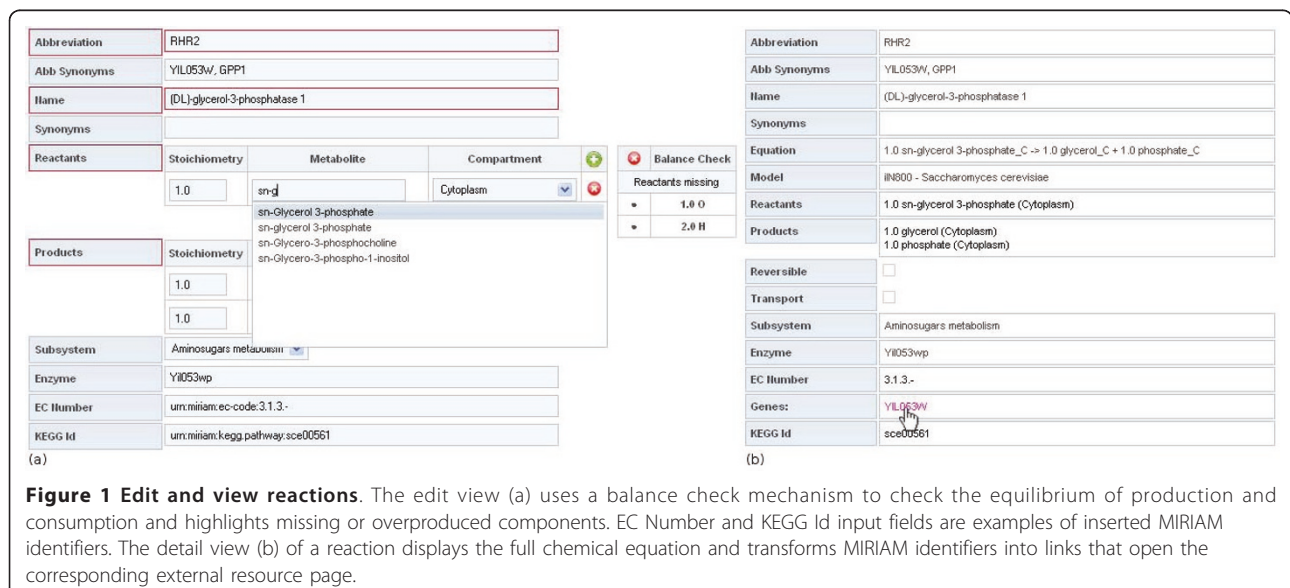 Abbreviation RHR2
Abb Synonyms YIL053W, GPP1
Name (DL)-glycerol-3-phosphatase 1
Synonyms
Reactants Stoichiometry Metabolite Compartment Balance Check
1.0 sn-g Cytoplasm Reactants missing
1.0 O
2.0 H
sn-Glycerol 3-phosphate
sn-glycerol 3-phosphate
sn-Glycero-3-phosphocholine
sn-Glycero-3-phospho-1-inositol
Products Stoichiometry
1.0
1.0
Subsystem Aminosugars metabolism
Enzyme Yil053wp
EC Number urn:miriam:ec-code:3.1.3.-
KEGG Id urn:miriam:kegg.pathway:sce00561
(a)
Abbreviation RHR2
Abb Synonyms YIL053W, GPP1
Name (DL)-glycerol-3-phosphatase 1
Synonyms
Equation 1.0 sn-glycerol 3-phosphate_C -> 1.0 glycerol_C + 1.0 phosphate_C
Model iIN800 - Saccharomyces cerevisiae
Reactants 1.0 sn-glycerol 3-phosphate (Cytoplasm)
Products 1.0 glycerol (Cytoplasm)
1.0 phosphate (Cytoplasm)
Reversible
Transport
Subsystem Aminosugars metabolism
Enzyme Yil053wp
EC Number 3.1.3.-
Genes: YIL053W
KEGG Id sce00561
(b)
Figure 1 Edit and view reactions. The edit view (a) uses a balance check mechanism to check the equilibrium of production and
consumption and highlights missing or overproduced components. EC Number and KEGG Id input fields are examples of inserted MIRIAM
identifiers. The detail view (b) of a reaction displays the full chemical equation and transforms MIRIAM identifiers into links that open the
corresponding external resource page.